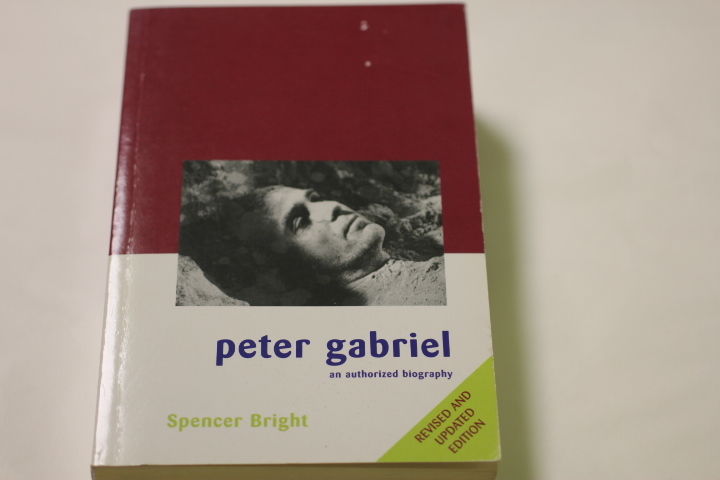 peter gabriel
an authorized biography
Spencer Bright
REVISED AND
UPDATED
EDITION